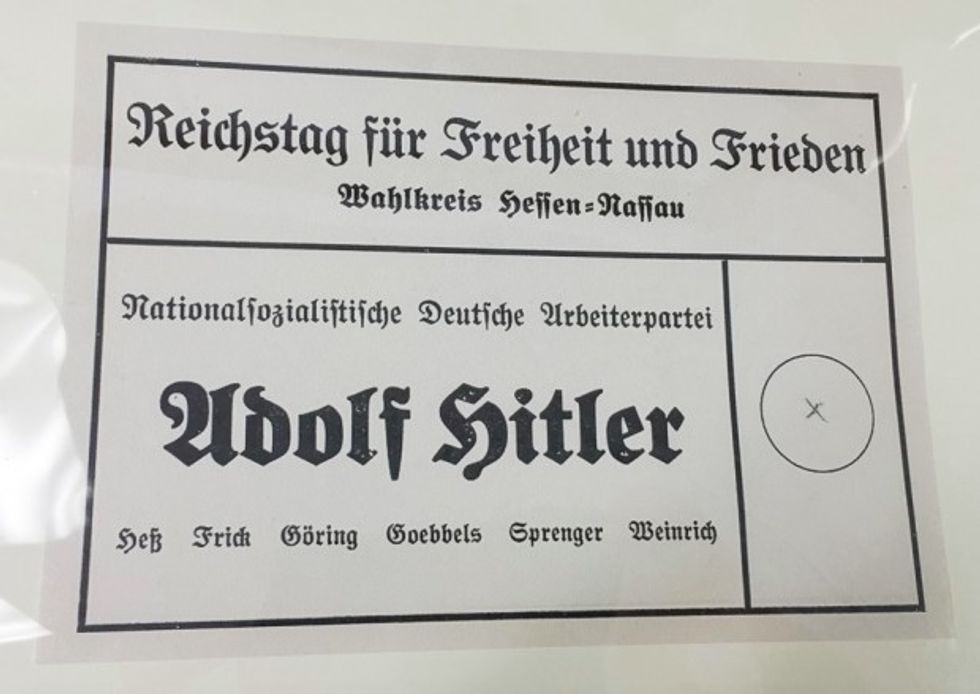 Reichstag für Freiheit und Frieden
Wahlkreis Heſſen=Naſſau
Nationalſozialiſtiſche Deutſche Arbeiterpartei
Adolf Hitler
Heß Frick Göring Goebbels Sprenger Weinrich